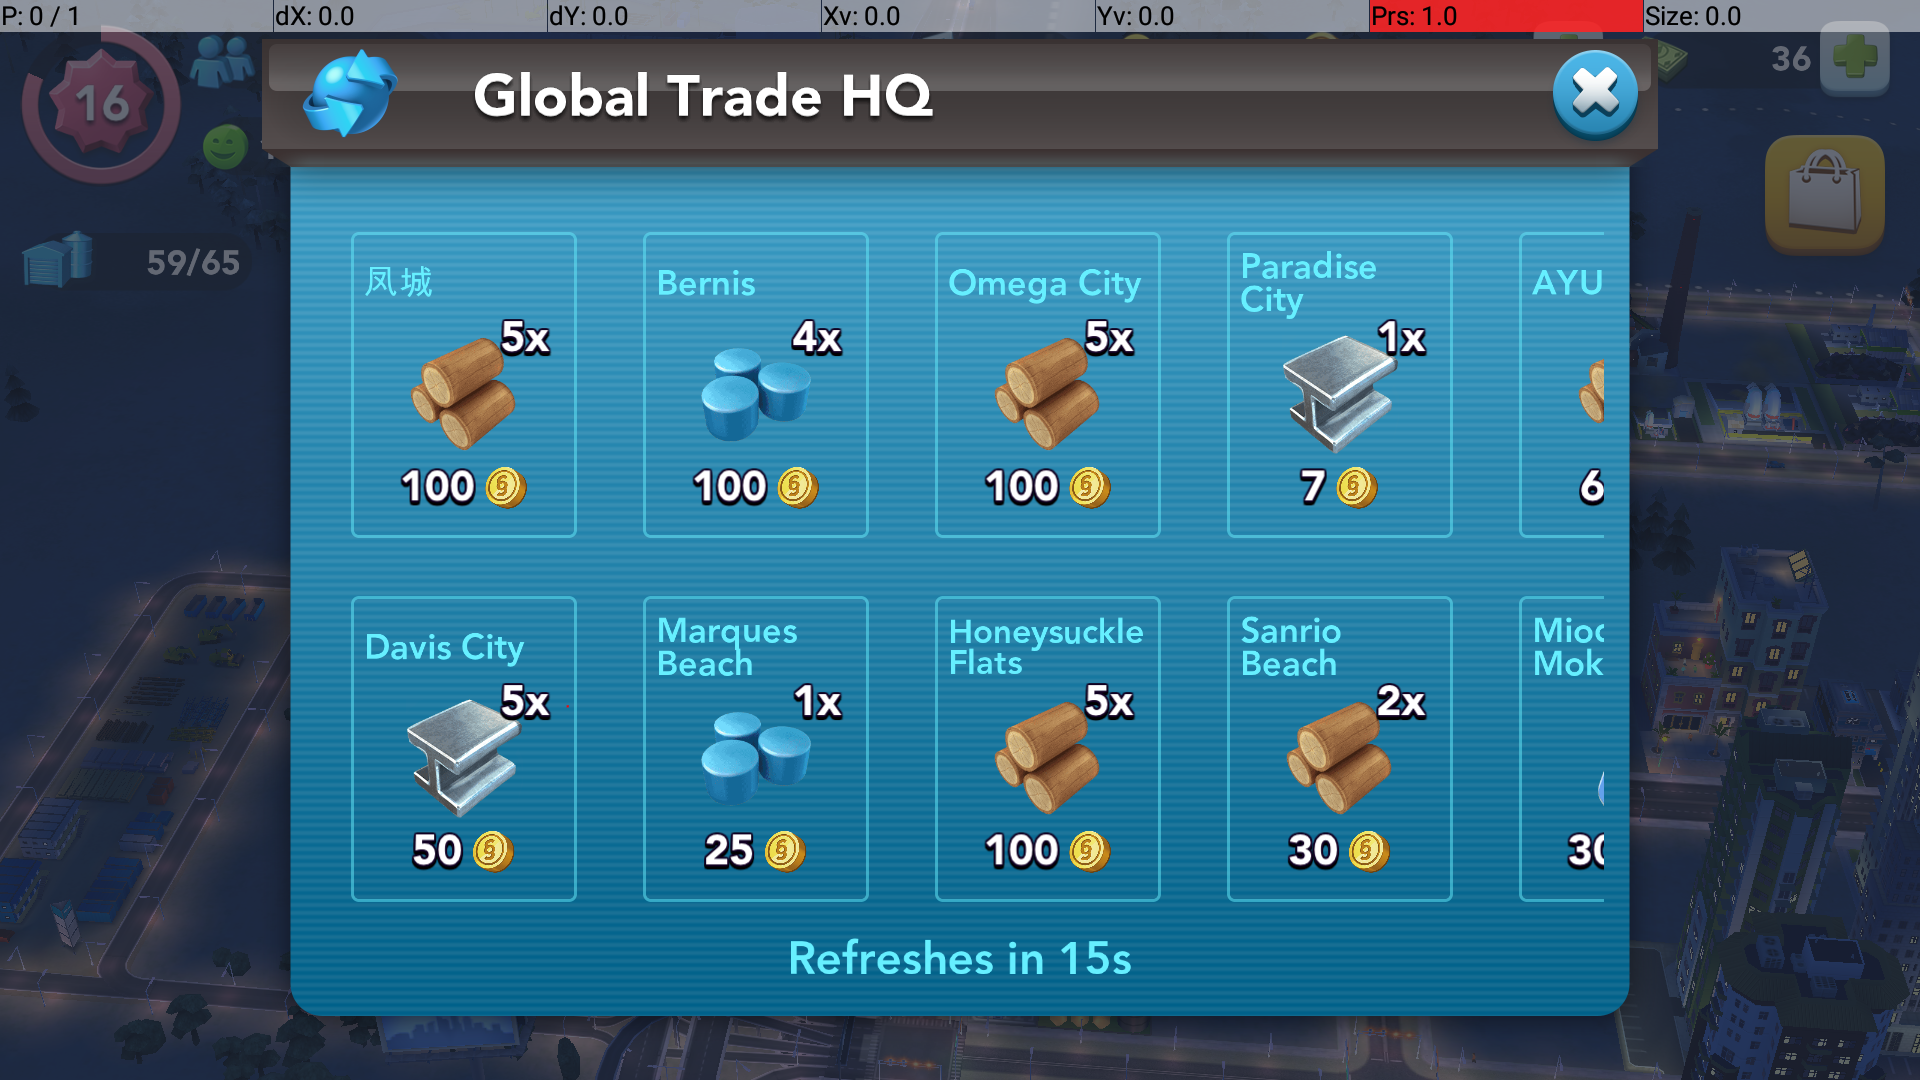 P: 0 / 1
dX: 0.0
dY: 0.0
Xv: 0.0
Yv: 0.0
Prs: 1.0
Size: 0.0
16
Global Trade HQ
36
59/65
凤城
5x
100
Bernis
4x
100
Omega City
5x
100
Paradise
City
1x
7
AYU
6
Davis City
5x
50
Marques
Beach
1x
25
Honeysuckle
Flats
5x
100
Sanrio
Beach
2x
30
Mok
30
Refreshes in 15s